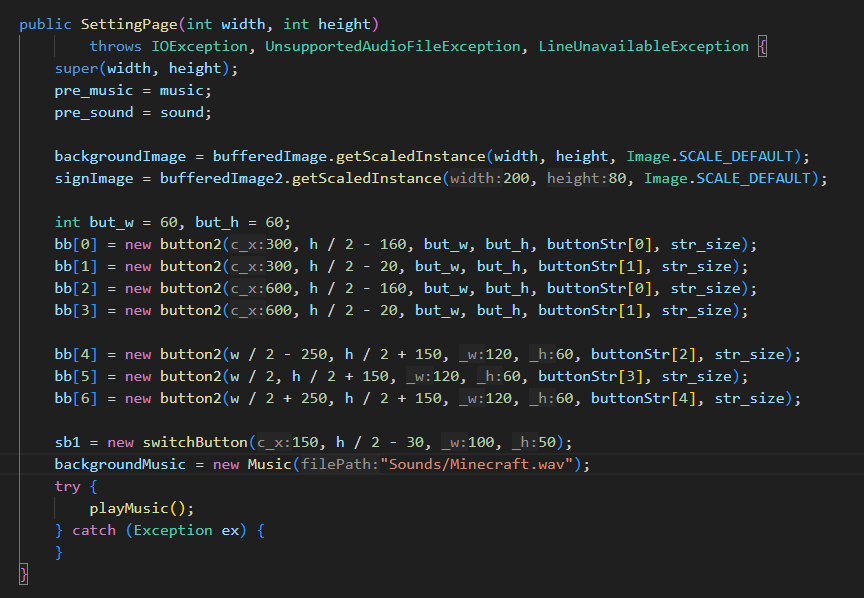 public SettingPage(int width, int height)
        throws IOException, UnsupportedAudioFileException, LineUnavailableException {
    super(width, height);
    pre_music = music;
    pre_sound = sound;

    backgroundImage = bufferedImage.getScaledInstance(width, height, Image.SCALE_DEFAULT);
    signImage = bufferedImage2.getScaledInstance(width:200, height:80, Image.SCALE_DEFAULT);

    int but_w = 60, but_h = 60;
    bb[0] = new button2(c_x:300, h / 2 - 160, but_w, but_h, buttonStr[0], str_size);
    bb[1] = new button2(c_x:300, h / 2 - 20, but_w, but_h, buttonStr[1], str_size);
    bb[2] = new button2(c_x:600, h / 2 - 160, but_w, but_h, buttonStr[0], str_size);
    bb[3] = new button2(c_x:600, h / 2 - 20, but_w, but_h, buttonStr[1], str_size);

    bb[4] = new button2(w / 2 - 250, h / 2 + 150, _w:120, _h:60, buttonStr[2], str_size);
    bb[5] = new button2(w / 2, h / 2 + 150, _w:120, _h:60, buttonStr[3], str_size);
    bb[6] = new button2(w / 2 + 250, h / 2 + 150, _w:120, _h:60, buttonStr[4], str_size);

    sb1 = new switchButton(c_x:150, h / 2 - 30, _w:100, _h:50);
    backgroundMusic = new Music(filePath:"Sounds/Minecraft.wav");
    try {
        playMusic();
    } catch (Exception ex) {
    }
}